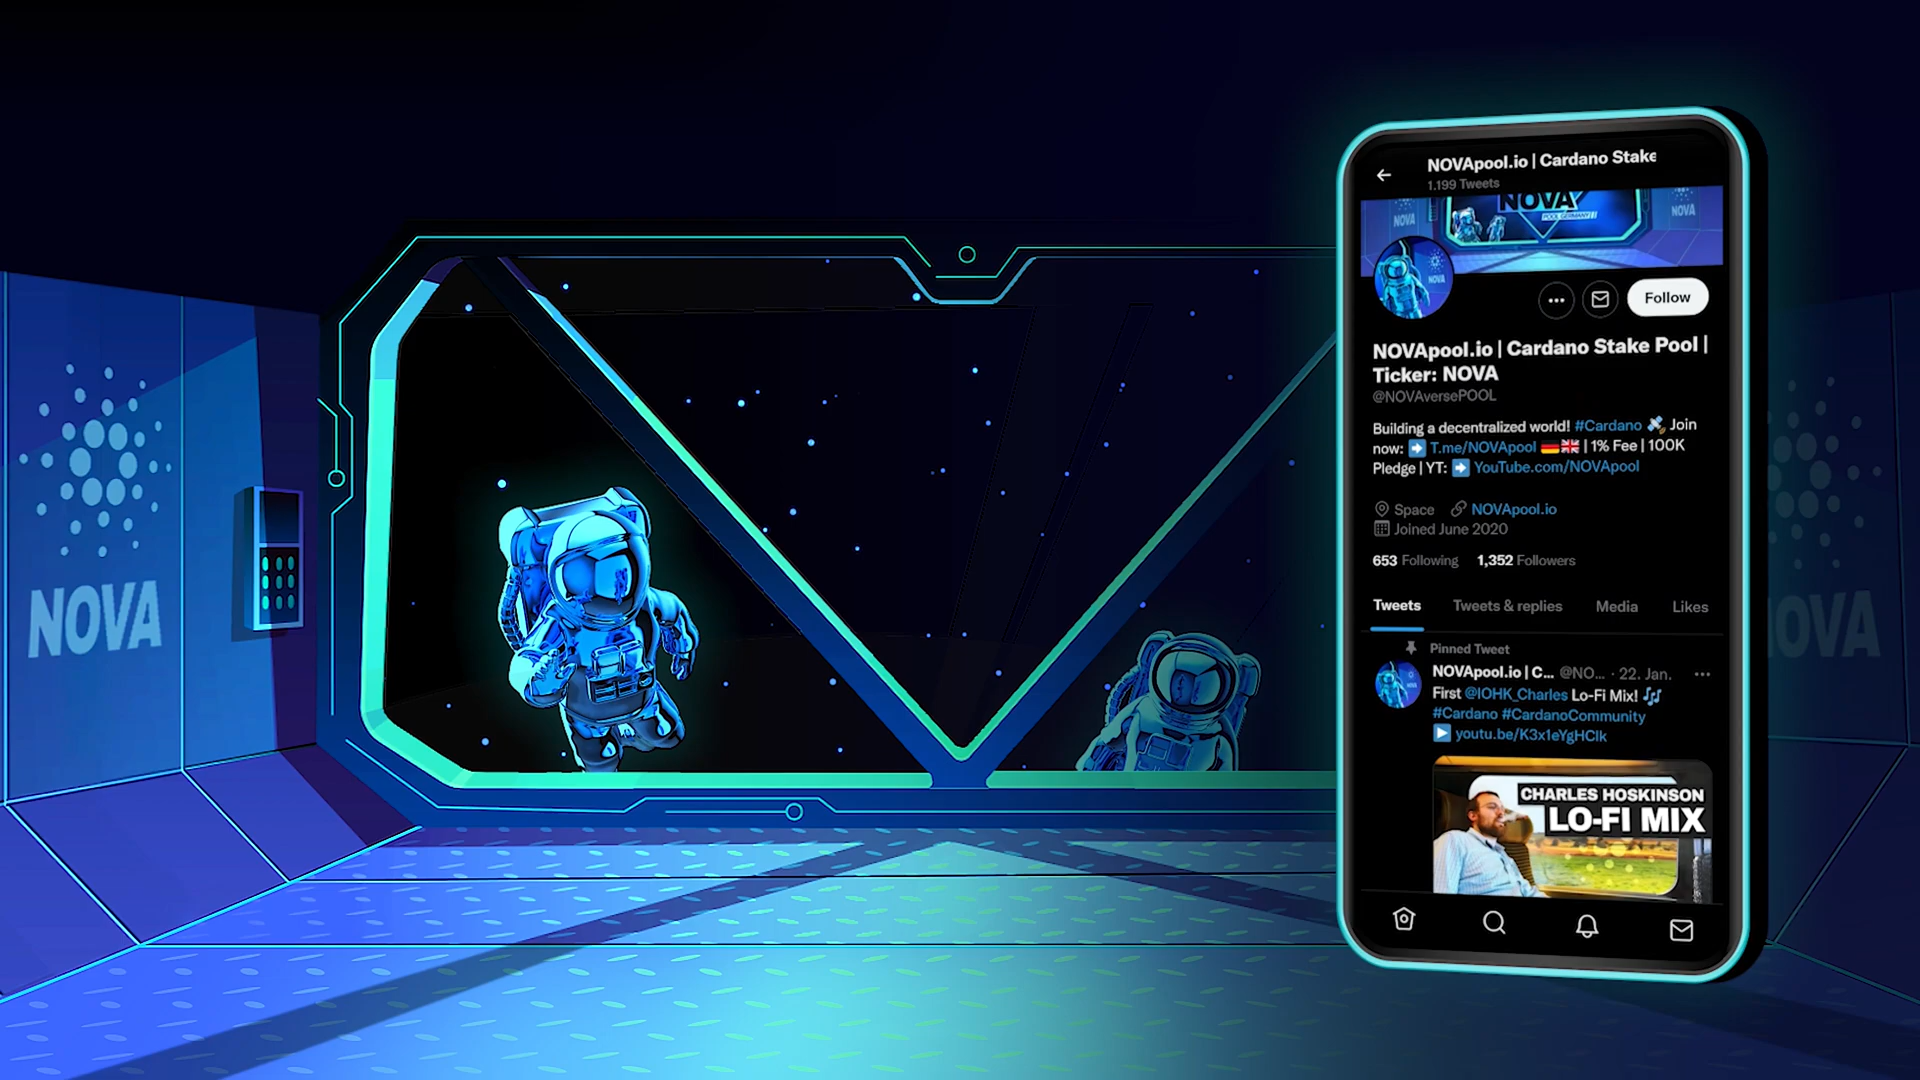 NOVA
NOVApool.io | Cardano Stake
1.199 Tweets
NOVA
NOVA
POOL GERMANY
NOVA
NOVA
Follow
NOVApool.io | Cardano Stake Pool |
Ticker: NOVA
@NOVAversePOOL
Building a decentralized world! #Cardano Join
now: T.me/NOVApool | 1% Fee | 100K
Pledge | YT: YouTube.com/NOVApool
Space NOVApool.io
Joined June 2020
653 Following 1,352 Followers
Tweets Tweets & replies Media Likes
Pinned Tweet
NOVApool.io | C... @NO... · 22. Jan. ...
First @IOHK_Charles Lo-Fi Mix!
#Cardano #CardanoCommunity
youtu.be/K3x1eYgHClk
CHARLES HOSKINSON
LO-FI MIX
OVA